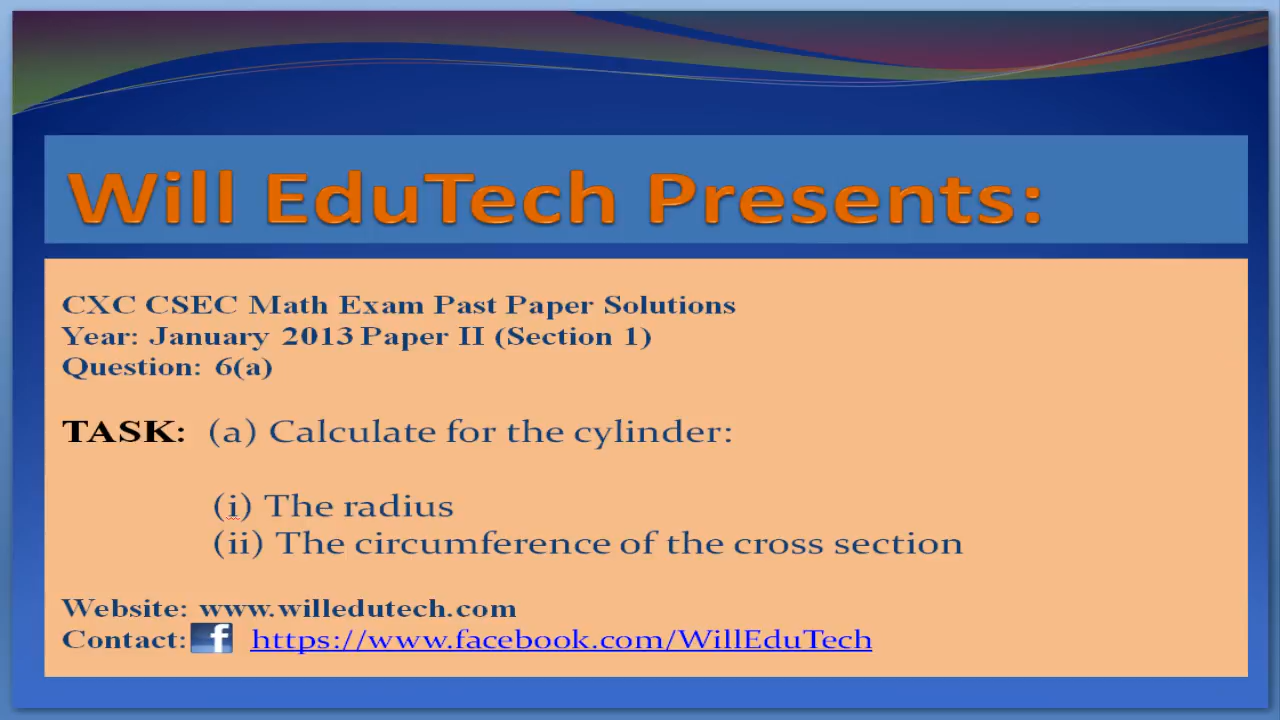 Will EduTech Presents:
CXC CSEC Math Exam Past Paper Solutions
Year: January 2013 Paper II (Section 1)
Question: 6(a)
TASK: (a) Calculate for the cylinder:
(i) The radius
(ii) The circumference of the cross section
Website: www.willedutech.com
Contact: f https://www.facebook.com/WillEduTech